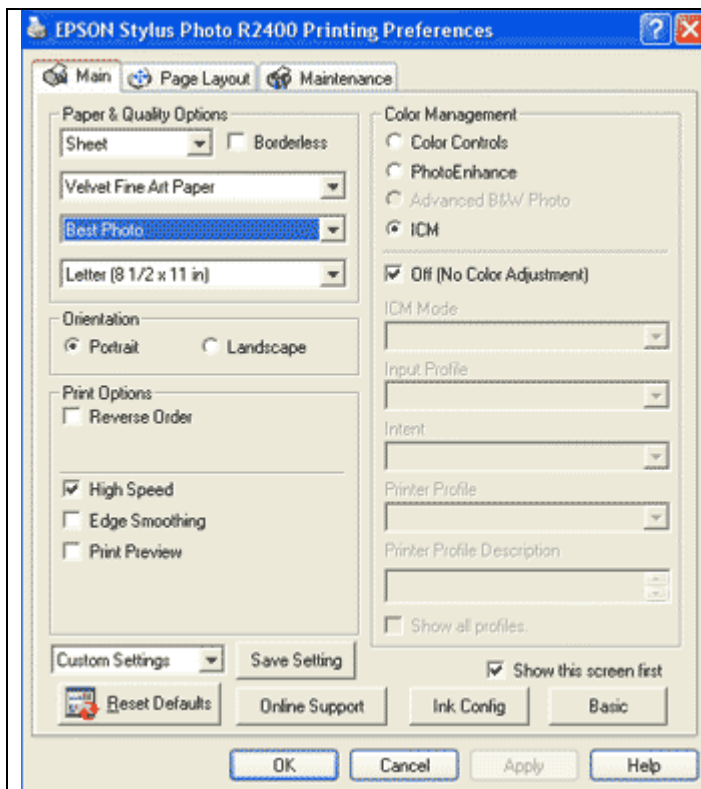 EPSON Stylus Photo R2400 Printing Preferences
Main
Page Layout
Maintenance
Paper & Quality Options
Sheet
Borderless
Velvet Fine Art Paper
Best Photo
Letter (8 1/2 x 11 in)
Orientation
Portrait
Landscape
Print Options
Reverse Order
High Speed
Edge Smoothing
Print Preview
Custom Settings
Save Setting
Color Management
Color Controls
PhotoEnhance
Advanced B&W Photo
ICM
Off (No Color Adjustment)
ICM Mode
Input Profile
Intent
Printer Profile
Printer Profile Description
Show all profiles.
Show this screen first
Reset Defaults
Online Support
Ink Config
Basic
OK
Cancel
Apply
Help